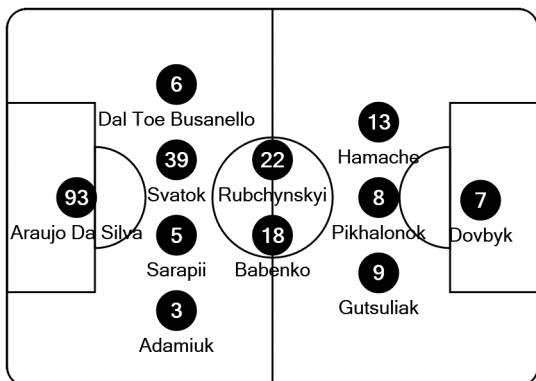 6
Dal Toe Busanello
13
Hamache
39
Svatok
22
Rubchynskyi
93
Araujo Da Silva
8
Pikhalonok
7
Dovbyk
5
Sarapii
18
Babenko
9
Gutsuliak
3
Adamiuk